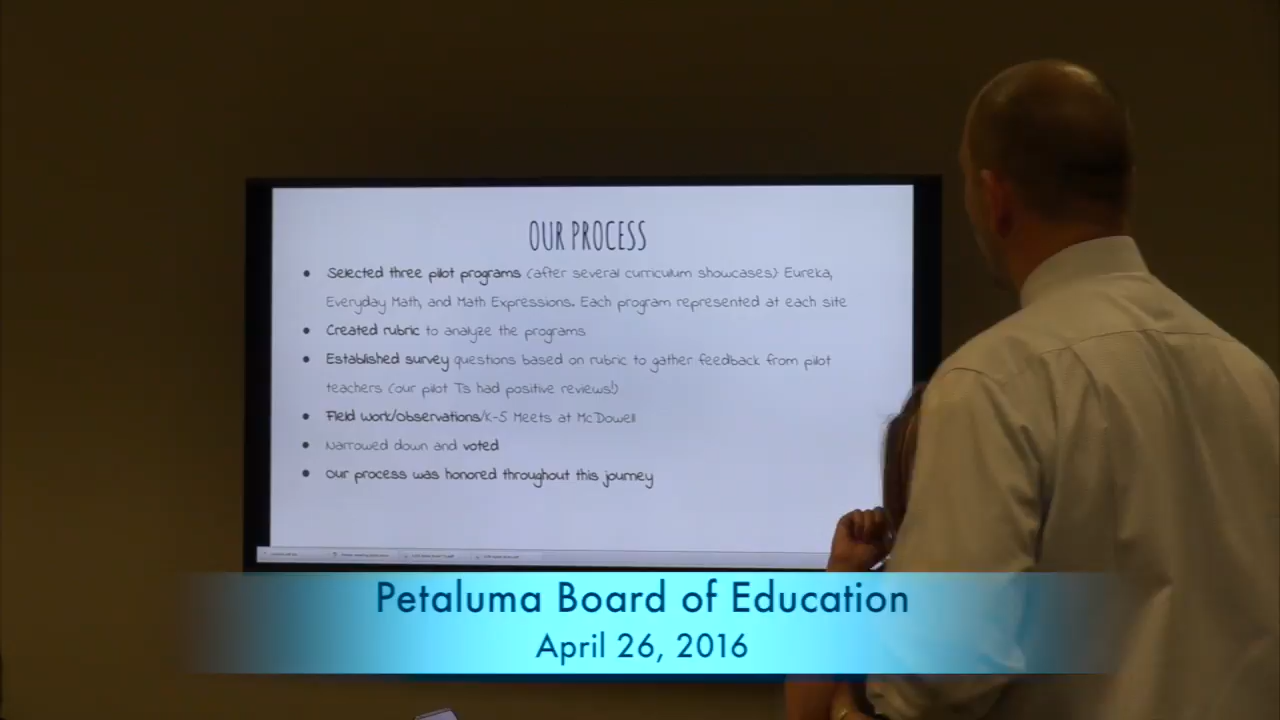 OUR PROCESS
• Selected three pilot programs (after several curriculum showcases): Eureka,
Everyday Math, and Math Expressions. Each program represented at each site
• Created rubric to analyze the programs
• Established survey questions based on rubric to gather feedback from pilot
teachers (our pilot Ts had positive reviews!)
• Field work/Observations/K-5 Meets at McDowell
• Narrowed down and voted
• Our process was honored throughout this journey
Petaluma Board of Education
April 26, 2016